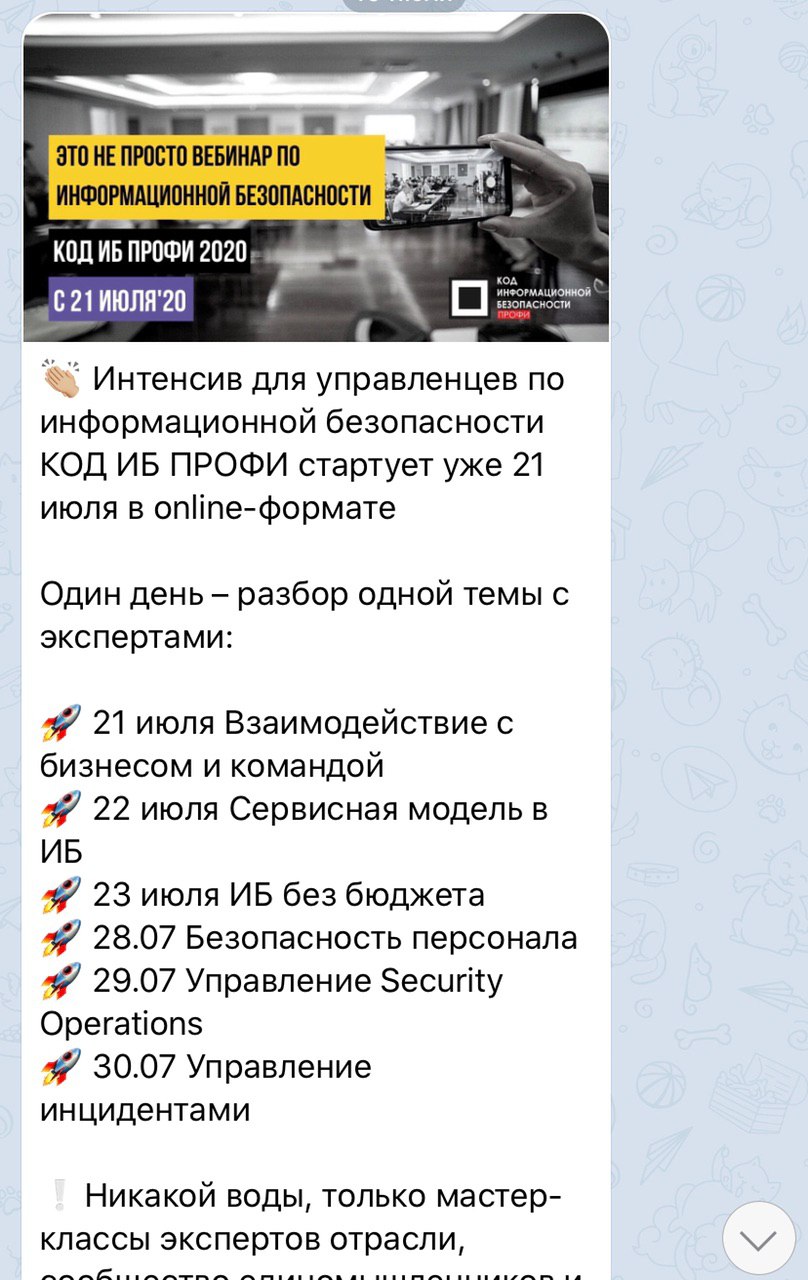 ЭТО НЕ ПРОСТО ВЕБИНАР ПО
ИНФОРМАЦИОННОЙ БЕЗОПАСНОСТИ
КОД ИБ ПРОФИ 2020
С 21 ИЮЛЯ'20
КОД
ИНФОРМАЦИОННОЙ
БЕЗОПАСНОСТИ
ПРОФИ
👏🏼 Интенсив для управленцев по
информационной безопасности
КОД ИБ ПРОФИ стартует уже 21
июля в online-формате
Один день – разбор одной темы с
экспертами:
🚀 21 июля Взаимодействие с
бизнесом и командой
🚀 22 июля Сервисная модель в
ИБ
🚀 23 июля ИБ без бюджета
🚀 28.07 Безопасность персонала
🚀 29.07 Управление Security
Operations
🚀 30.07 Управление
инцидентами
❕ Никакой воды, только мастер-
классы экспертов отрасли,
сообщество единомышленников и